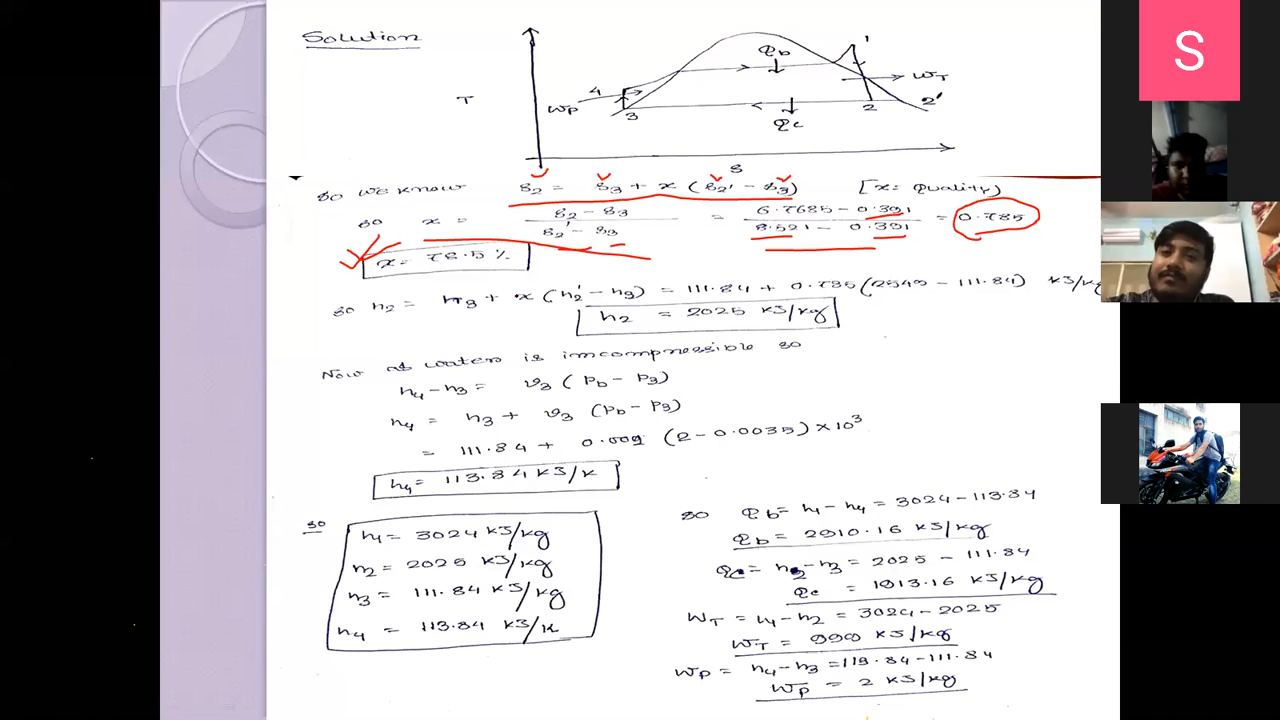 Solution
S
T
1
Qb
WT
4
WP
3
2
2'
Qc
S
So we know S2 = S3 + x (S2' - S3) [x = Quality)
So x = S2 - S3 / S2' - S3 = 6.7685 - 0.391 / 8.521 - 0.391 = 0.785
x = 78.5 %
So h2 = h3 + x (h2' - h3) = 111.84 + 0.785 (2549 - 111.84) KJ/kg
h2 = 2025 KJ/kg
Now as water is imcompressible so
h4 - h3 = v3 (Pb - P3)
h4 = h3 + v3 (Pb - P3)
= 111.84 + 0.009 (2 - 0.0035) × 10³
h4 = 113.84 KJ/K
so
h1 = 3024 KJ/kg
h2 = 2025 KJ/kg
h3 = 111.84 KJ/kg
h4 = 113.84 KJ/K
so Qb = h1 - h4 = 3024 - 113.84
Qb = 2910.16 KJ/kg
Qc = h2 - h3 = 2025 - 111.84
Qc = 1913.16 KJ/kg
WT = h1 - h2 = 3024 - 2025
WT = 999 KJ/kg
WP = h4 - h3 = 113.84 - 111.84
WP = 2 KJ/kg